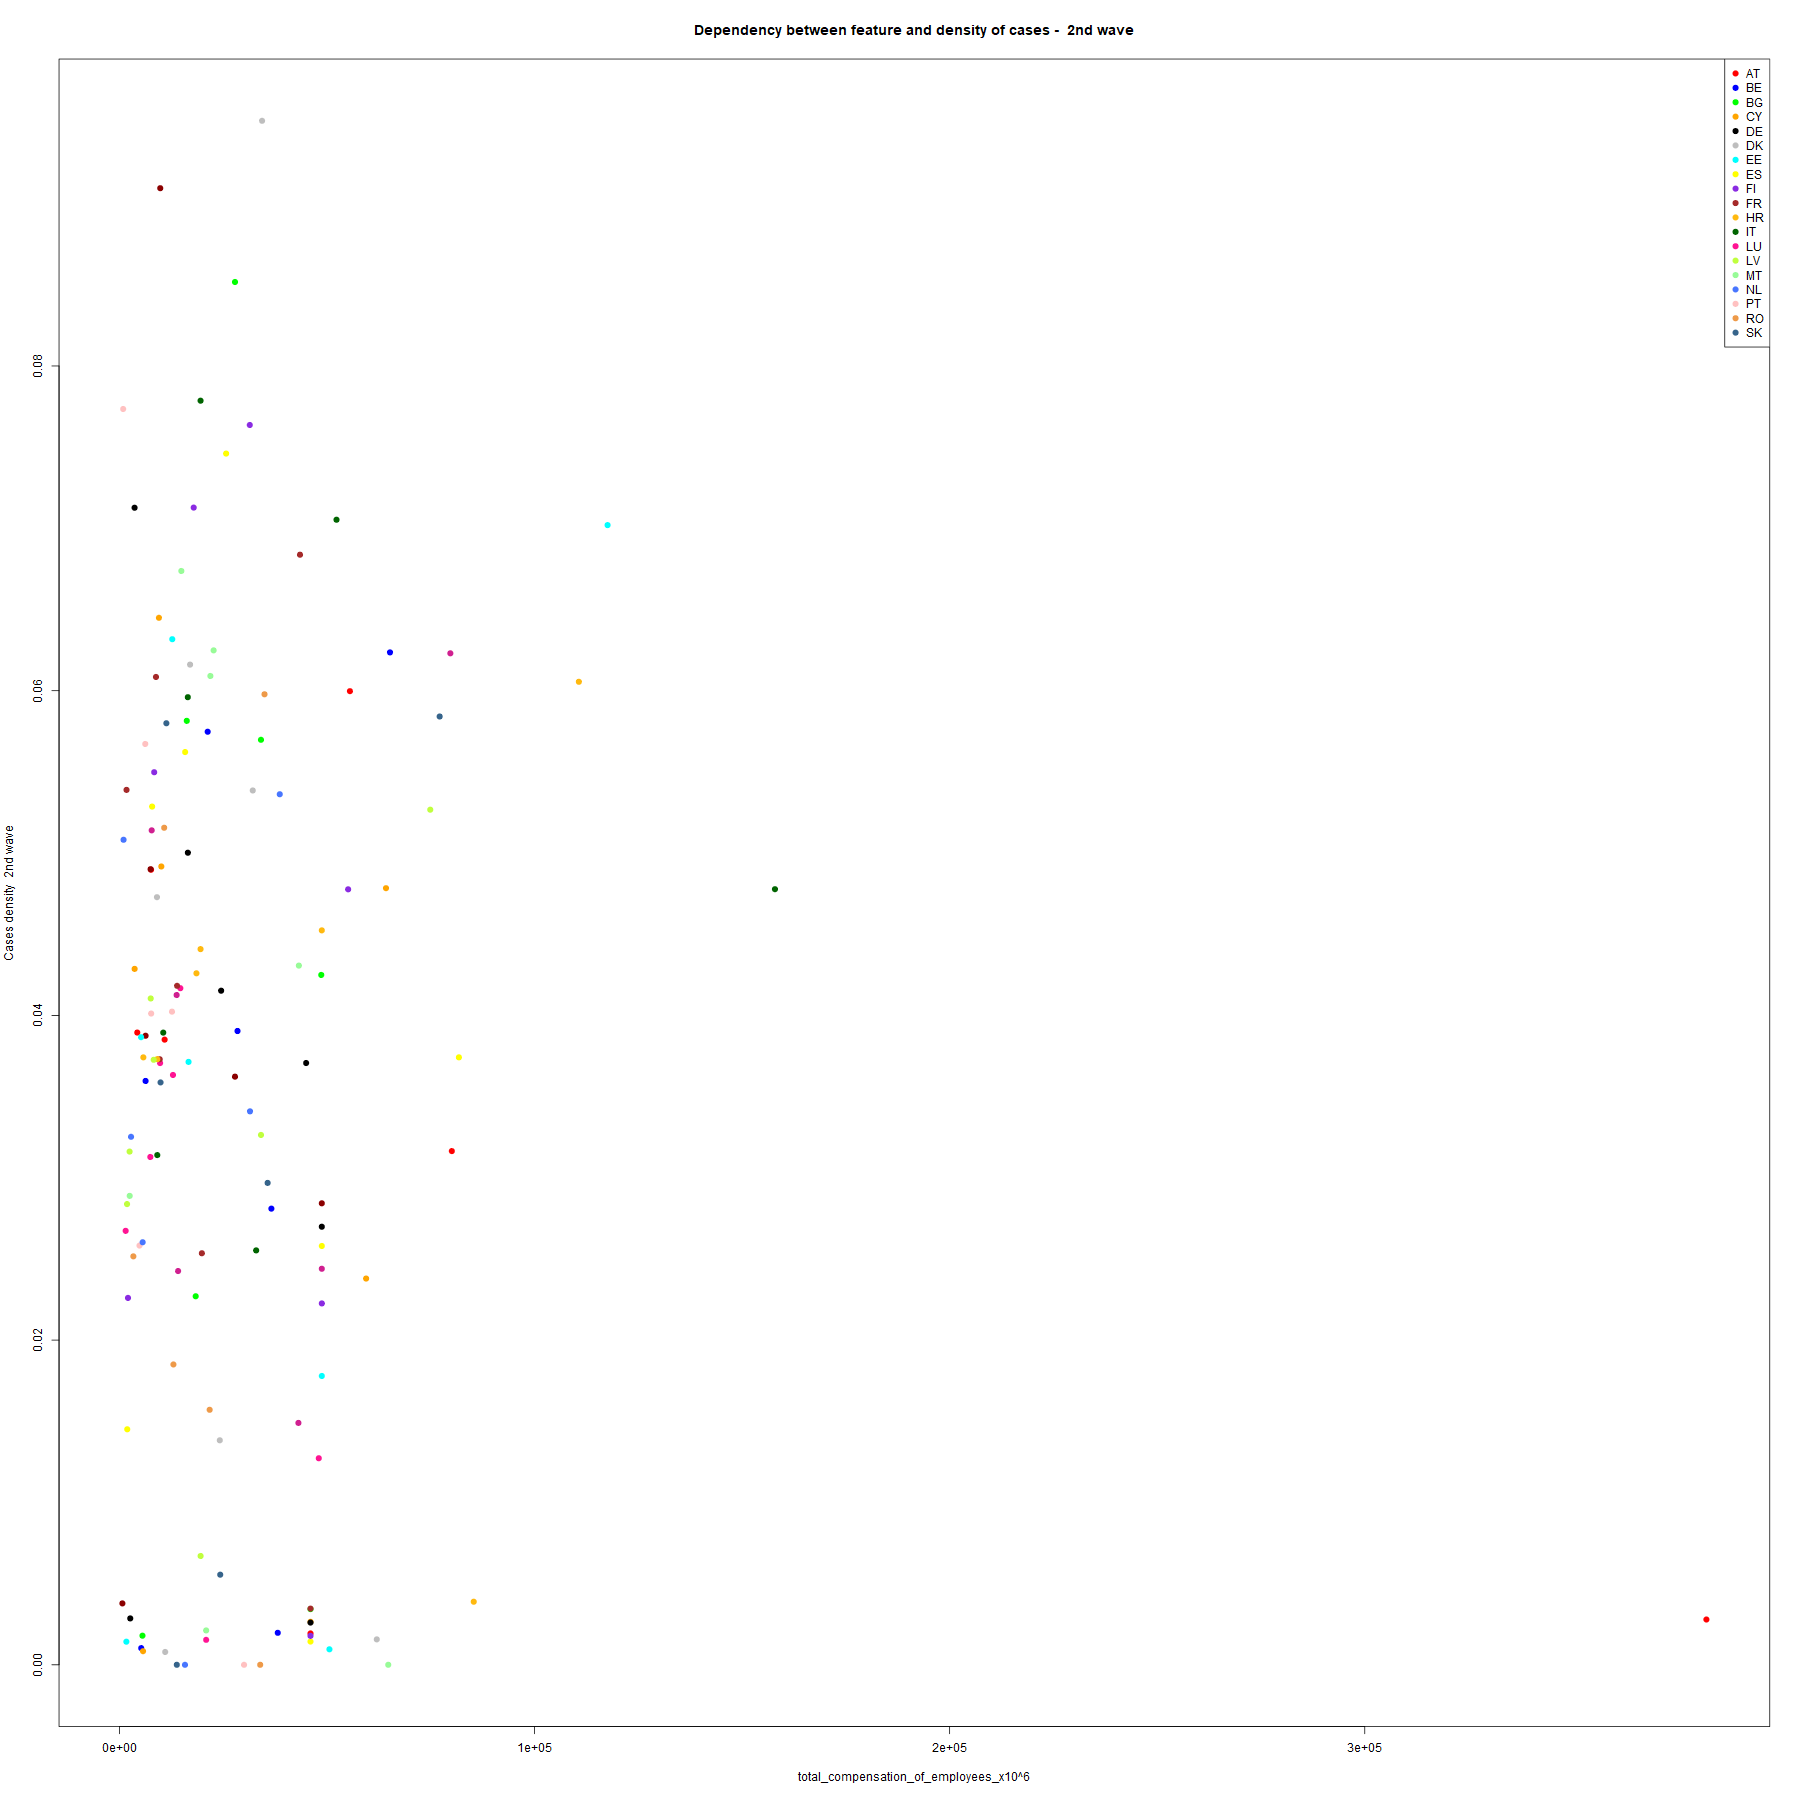 Dependency between feature and density of cases -  2nd wave
AT
BE
BG
CY
DE
DK
EE
ES
FI
FR
HR
IT
LU
LV
MT
NL
PT
RO
SK
Cases density  2nd wave
0.08
0.06
0.04
0.02
0.00
0e+00 1e+05 2e+05 3e+05
total_compensation_of_employees_x10^6